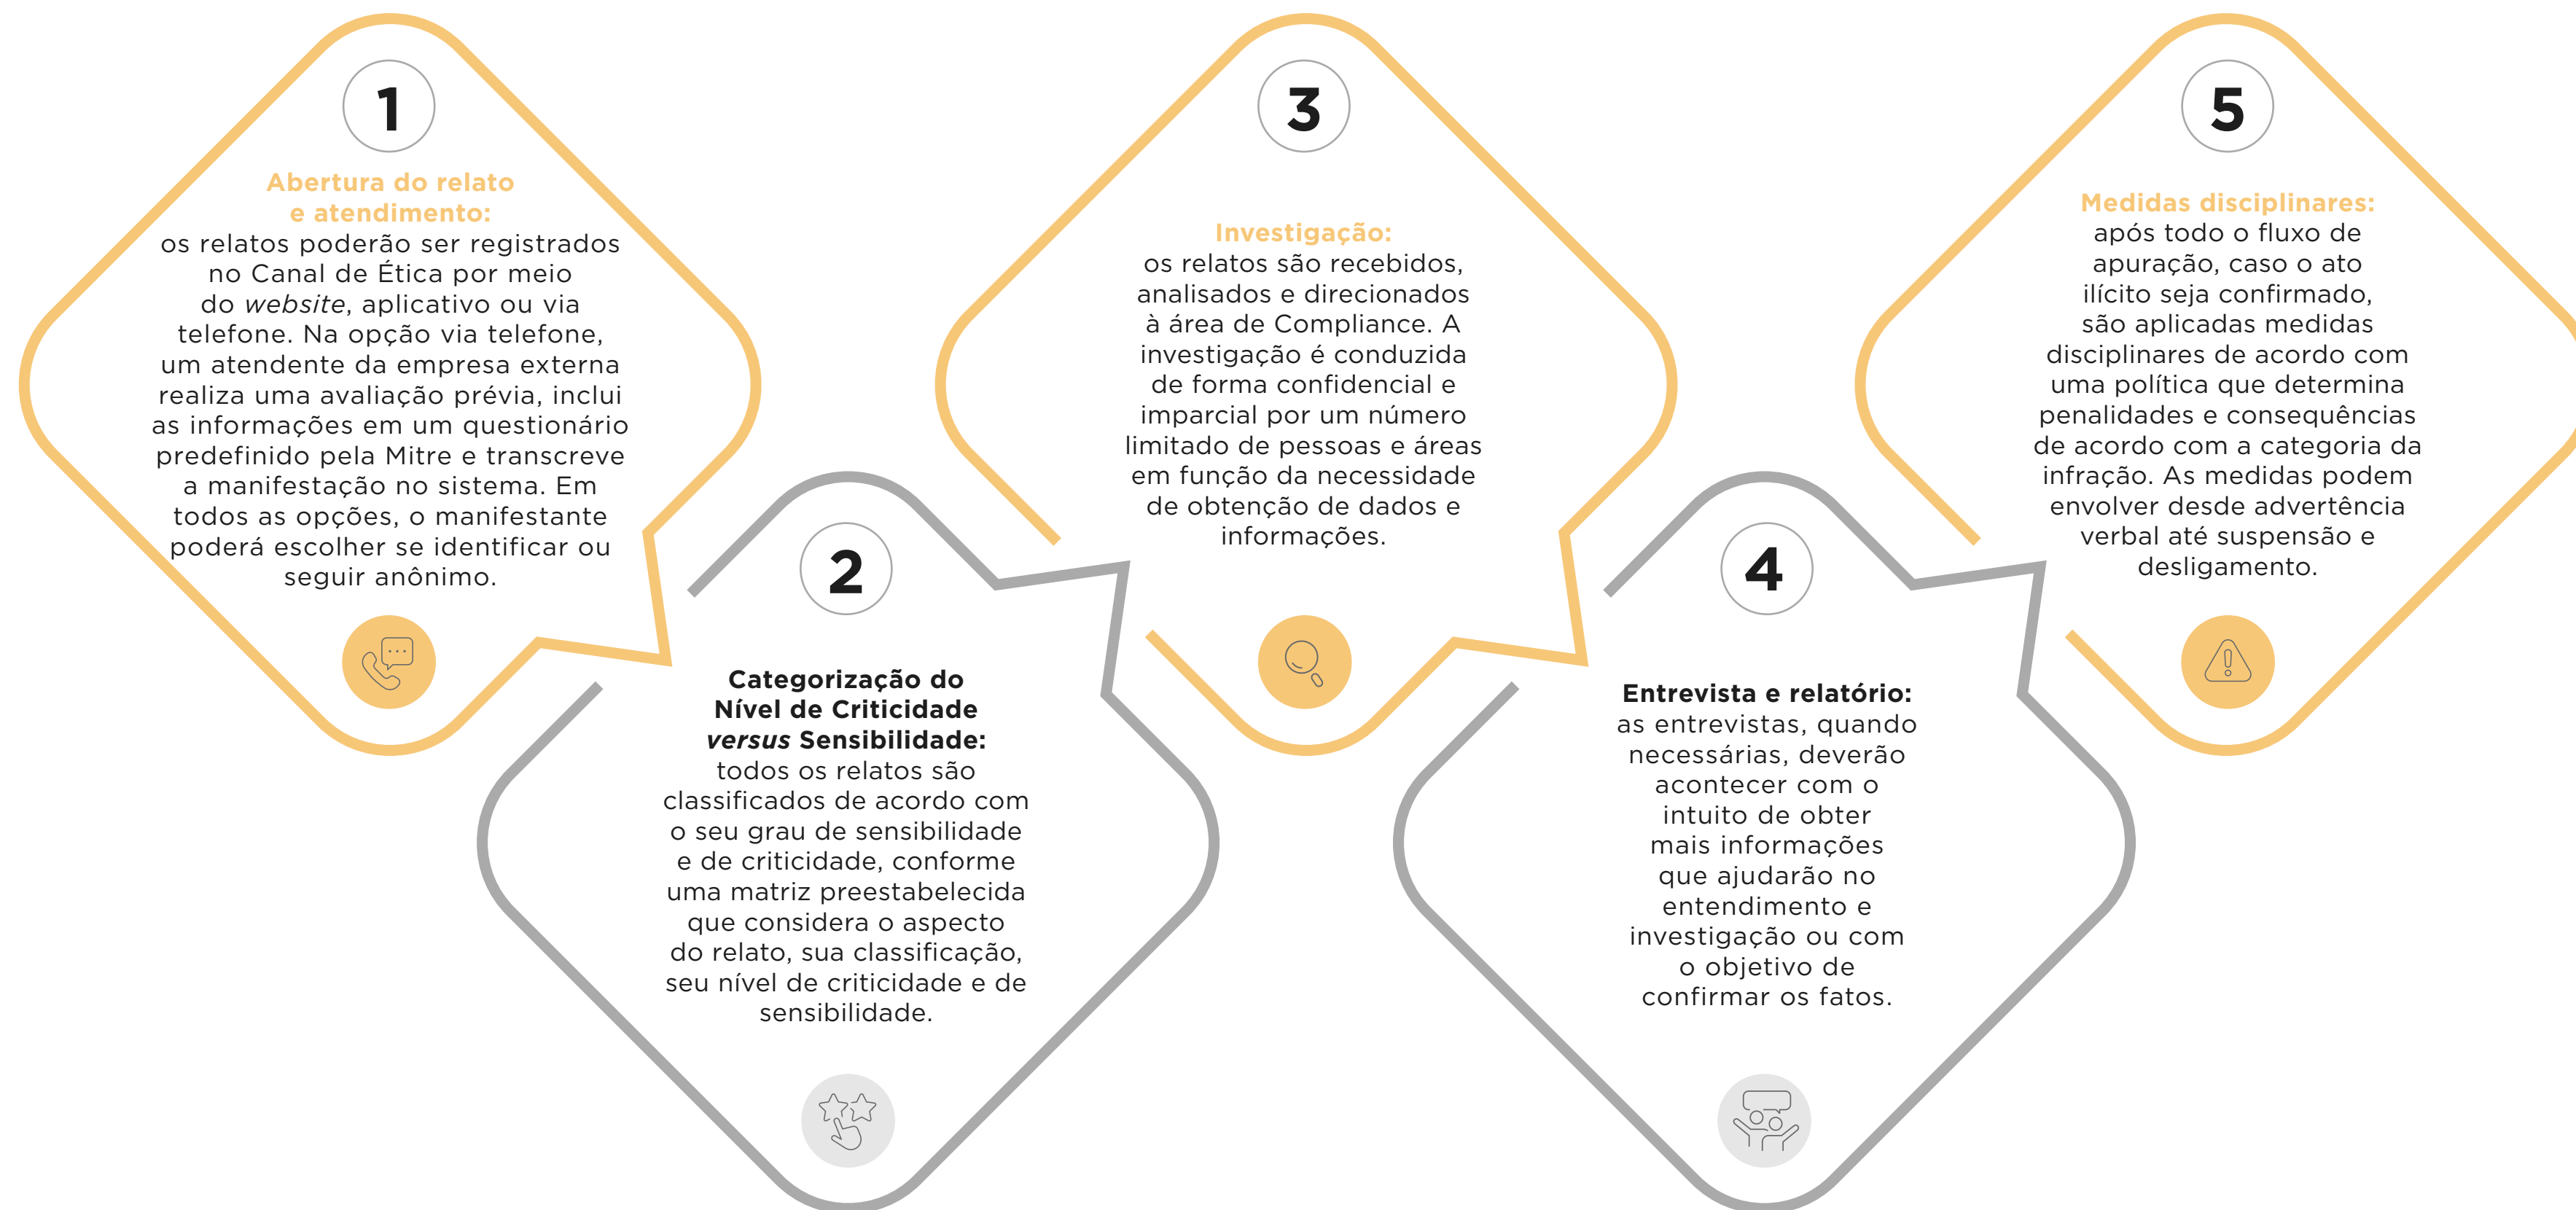 1
Abertura do relato
e atendimento:
os relatos poderão ser registrados
no Canal de Ética por meio
do website, aplicativo ou via
telefone. Na opção via telefone,
um atendente da empresa externa
realiza uma avaliação prévia, inclui
as informações em um questionário
predefinido pela Mitre e transcreve
a manifestação no sistema. Em
todos as opções, o manifestante
poderá escolher se identificar ou
seguir anônimo.
2
Categorização do
Nível de Criticidade
versus Sensibilidade:
todos os relatos são
classificados de acordo com
o seu grau de sensibilidade
e de criticidade, conforme
uma matriz preestabelecida
que considera o aspecto
do relato, sua classificação,
seu nível de criticidade e de
sensibilidade.
3
Investigação:
os relatos são recebidos,
analisados e direcionados
à área de Compliance. A
investigação é conduzida
de forma confidencial e
imparcial por um número
limitado de pessoas e áreas
em função da necessidade
de obtenção de dados e
informações.
4
Entrevista e relatório:
as entrevistas, quando
necessárias, deverão
acontecer com o
intuito de obter
mais informações
que ajudarão no
entendimento e
investigação ou com
o objetivo de
confirmar os fatos.
5
Medidas disciplinares:
após todo o fluxo de
apuração, caso o ato
ilícito seja confirmado,
são aplicadas medidas
disciplinares de acordo com
uma política que determina
penalidades e consequências
de acordo com a categoria da
infração. As medidas podem
envolver desde advertência
verbal até suspensão e
desligamento.